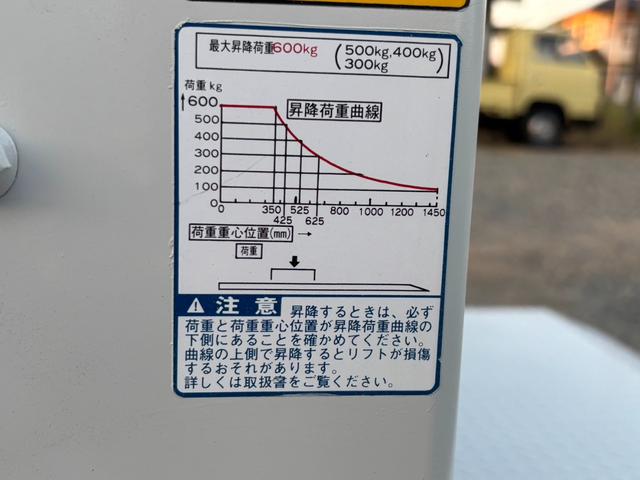 最大昇降荷重600kg (500kg,400kg 300kg)
荷重kg
昇降荷重曲線
600
500
400
300
200
100
0
0 350 525 800 1000 1200 1450
425 625
荷重重心位置(mm) →
荷重
注意 昇降するときは、必ず
荷重と荷重重心位置が昇降荷重曲線の
下側にあることを確かめてください。
曲線の上側で昇降するとリフトが損傷
するおそれがあります。
詳しくは取扱書をご覧ください。